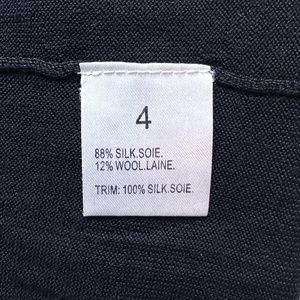 4
88% SILK.SOIE.
12% WOOL.LAINE.
TRIM: 100% SILK.SOIE.